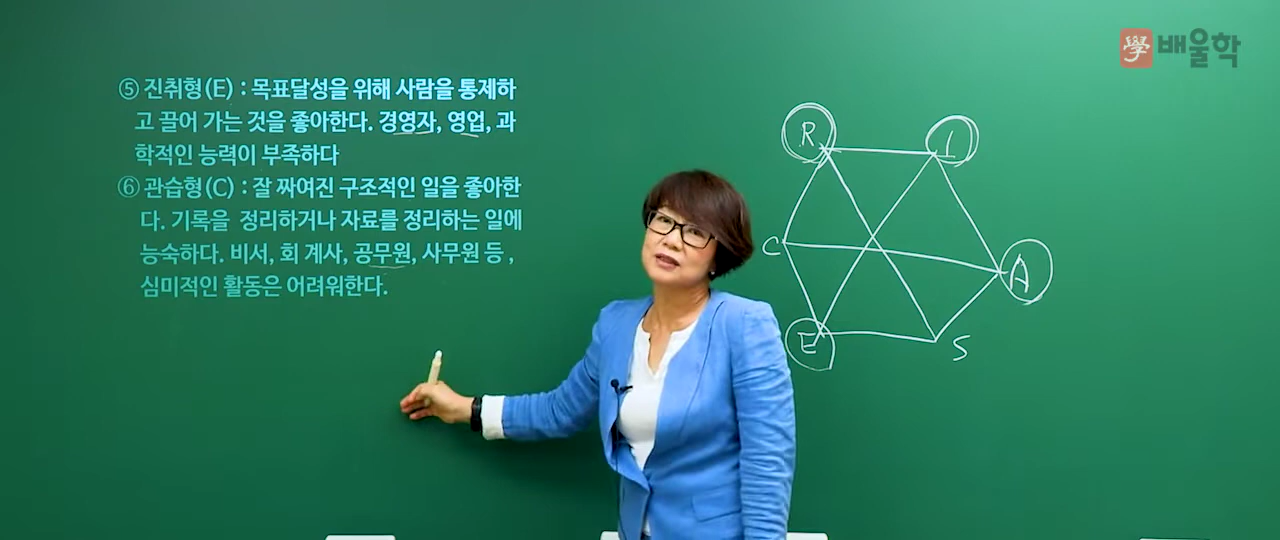 學 배울학
⑤ 진취형(E) : 목표달성을 위해 사람을 통제하
고 끌어 가는 것을 좋아한다. 경영자, 영업, 과
학적인 능력이 부족하다
⑥ 관습형(C) : 잘 짜여진 구조적인 일을 좋아한
다. 기록을 정리하거나 자료를 정리하는 일에
능숙하다. 비서, 회 계사, 공무원, 사무원 등 ,
심미적인 활동은 어려워한다.
R
I
C
A
E
S